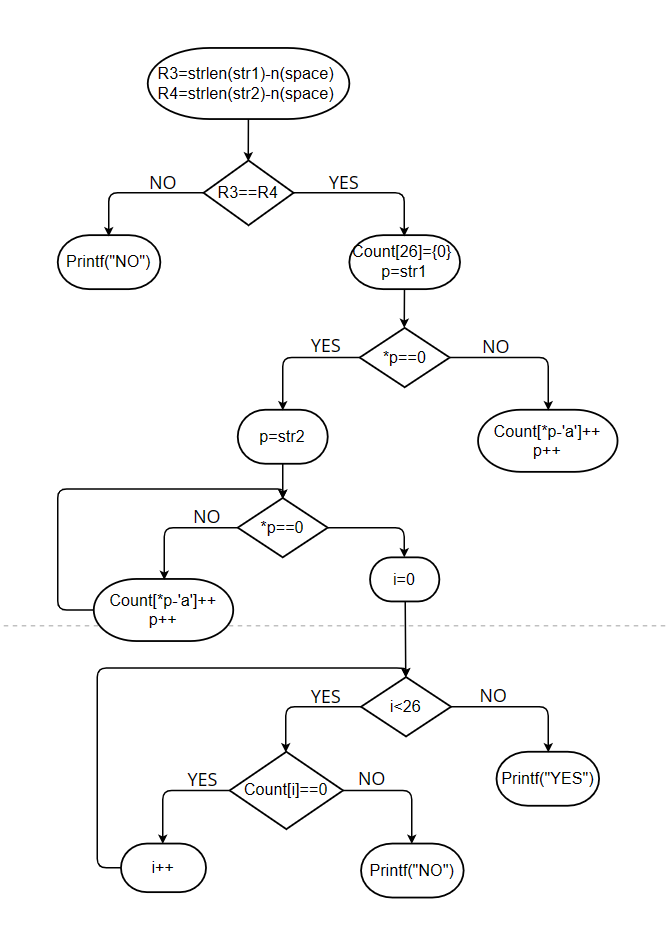 R3=strlen(str1)-n(space)
R4=strlen(str2)-n(space)
R3==R4
NO
YES
Printf("NO")
Count[26]={0}
p=str1
*p==0
YES
NO
p=str2
Count[*p-'a']++
p++
*p==0
NO
Count[*p-'a']++
p++
i=0
i<26
YES
NO
Printf("YES")
Count[i]==0
YES
NO
i++
Printf("NO")